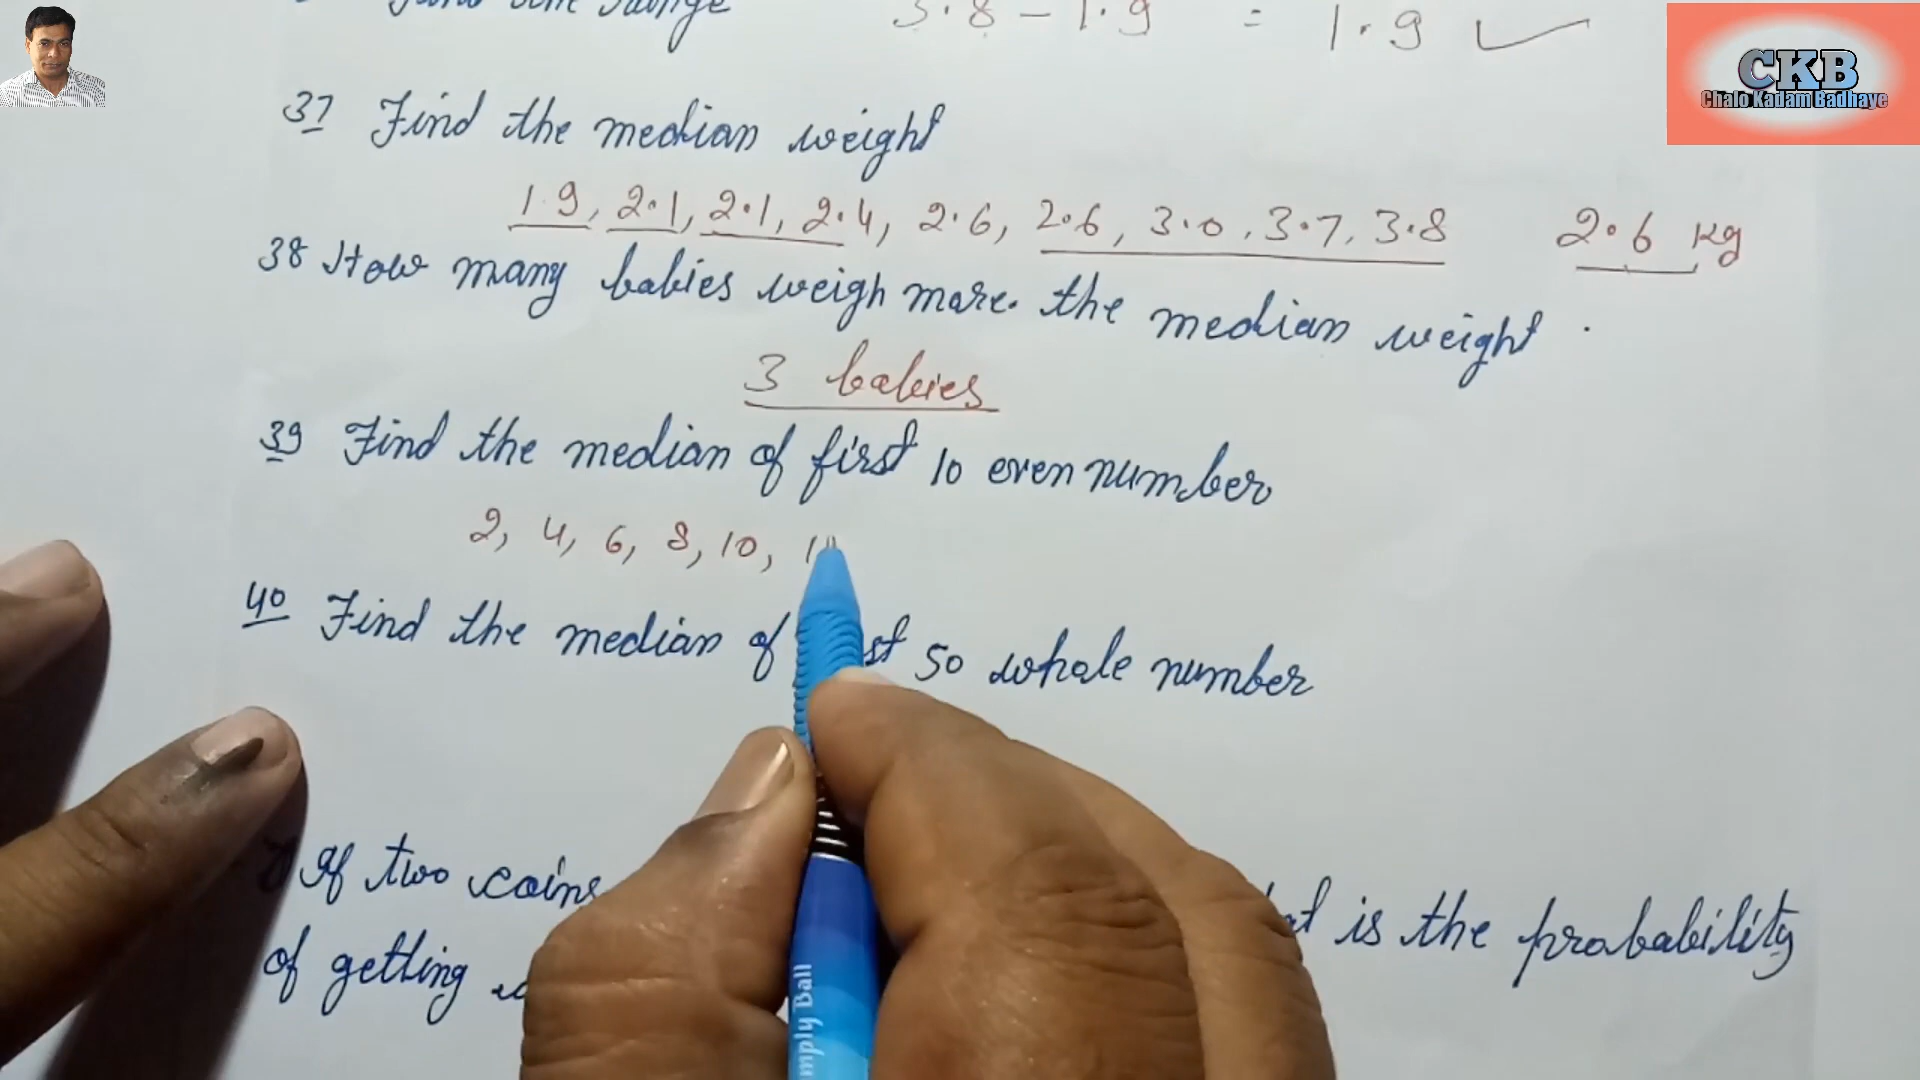 3.8 - 1.9 = 1.9
CKB
Chalo Kadam Badhaye
37 Find the median weight
1.9, 2.1, 2.1, 2.4, 2.6, 2.6, 3.0, 3.7, 3.8 2.6 kg
38 How many babies weigh more the median weight
3 babies
39 Find the median of first 10 even number
2, 4, 6, 8, 10,
40 Find the median of 50 whole number
If two coins is the probability
of getting
mply Ball